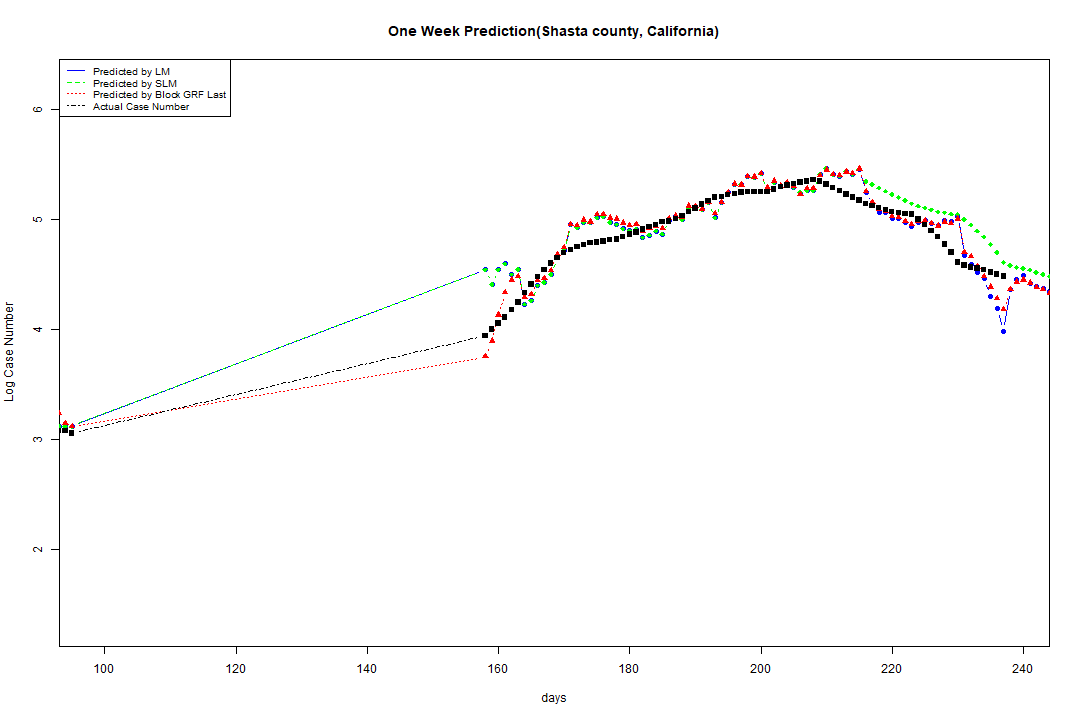 One Week Prediction(Shasta county, California)
Predicted by LM
Predicted by SLM
Predicted by Block GRF Last
Actual Case Number
6
5
4
3
2
Log Case Number
100 120 140 160 180 200 220 240
days